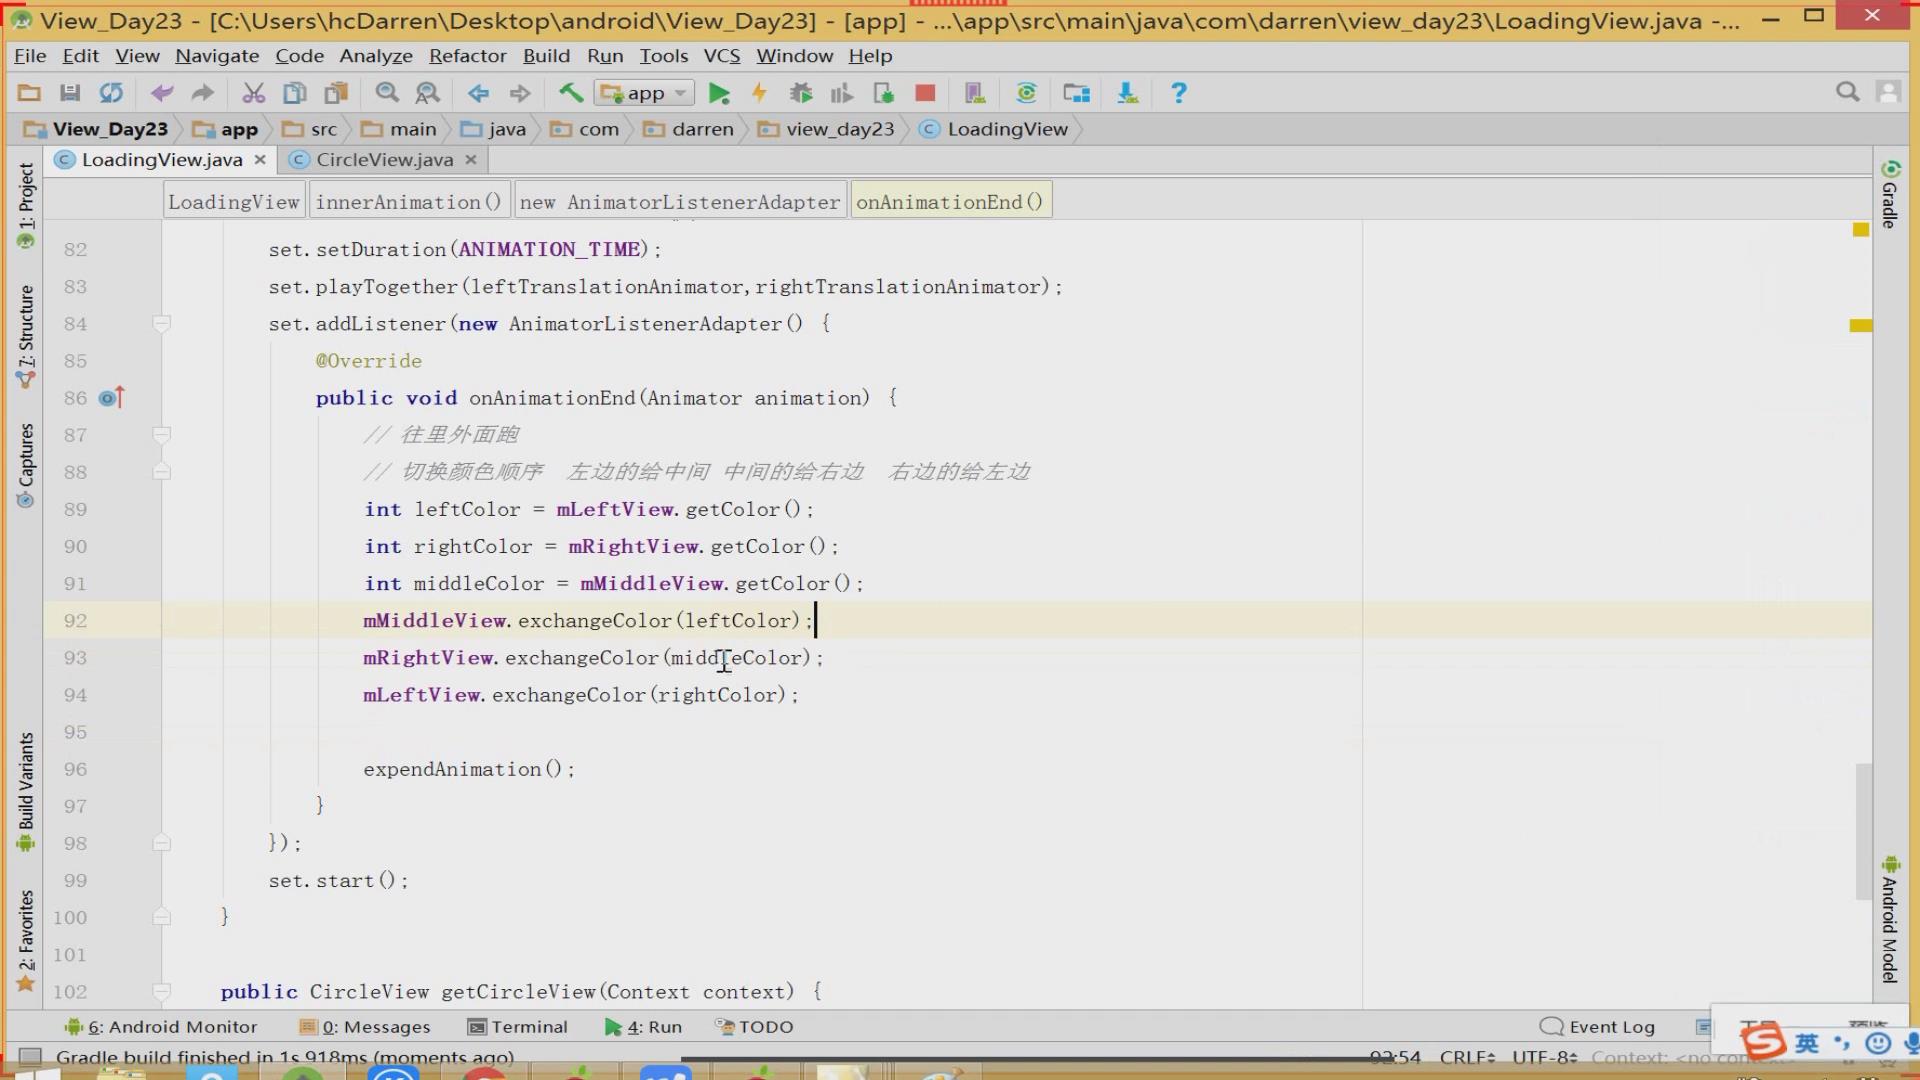 View_Day23 - [C:\Users\hcDarren\Desktop\android\View_Day23] - [app] - ...\app\src\main\java\com\darren\view_day23\LoadingView.java -...
File Edit View Navigate Code Analyze Refactor Build Run Tools VCS Window Help
app
View_Day23 app src main java com darren view_day23 LoadingView
LoadingView.java CircleView.java
LoadingView innerAnimation() new AnimatorListenerAdapter onAnimationEnd()
1: Project
7: Structure
Captures
Build Variants
2: Favorites
82 set.setDuration(ANIMATION_TIME);
83 set.playTogether(leftTranslationAnimator,rightTranslationAnimator);
84 set.addListener(new AnimatorListenerAdapter() {
85 @Override
86 public void onAnimationEnd(Animator animation) {
87 // 往里外面跑
88 // 切换颜色顺序 左边的给中间 中间的给右边 右边的给左边
89 int leftColor = mLeftView.getColor();
90 int rightColor = mRightView.getColor();
91 int middleColor = mMiddleView.getColor();
92 mMiddleView.exchangeColor(leftColor);
93 mRightView.exchangeColor(middleColor);
94 mLeftView.exchangeColor(rightColor);
95
96 expendAnimation();
97 }
98 });
99 set.start();
100 }
101
102 public CircleView getCircleView(Context context) {
Gradle
Android Model
6: Android Monitor 0: Messages Terminal 4: Run TODO Event Log
Gradle build finished in 1s 918ms (moments ago) 92:54 CRLF UTF-8 Context: <no con
英